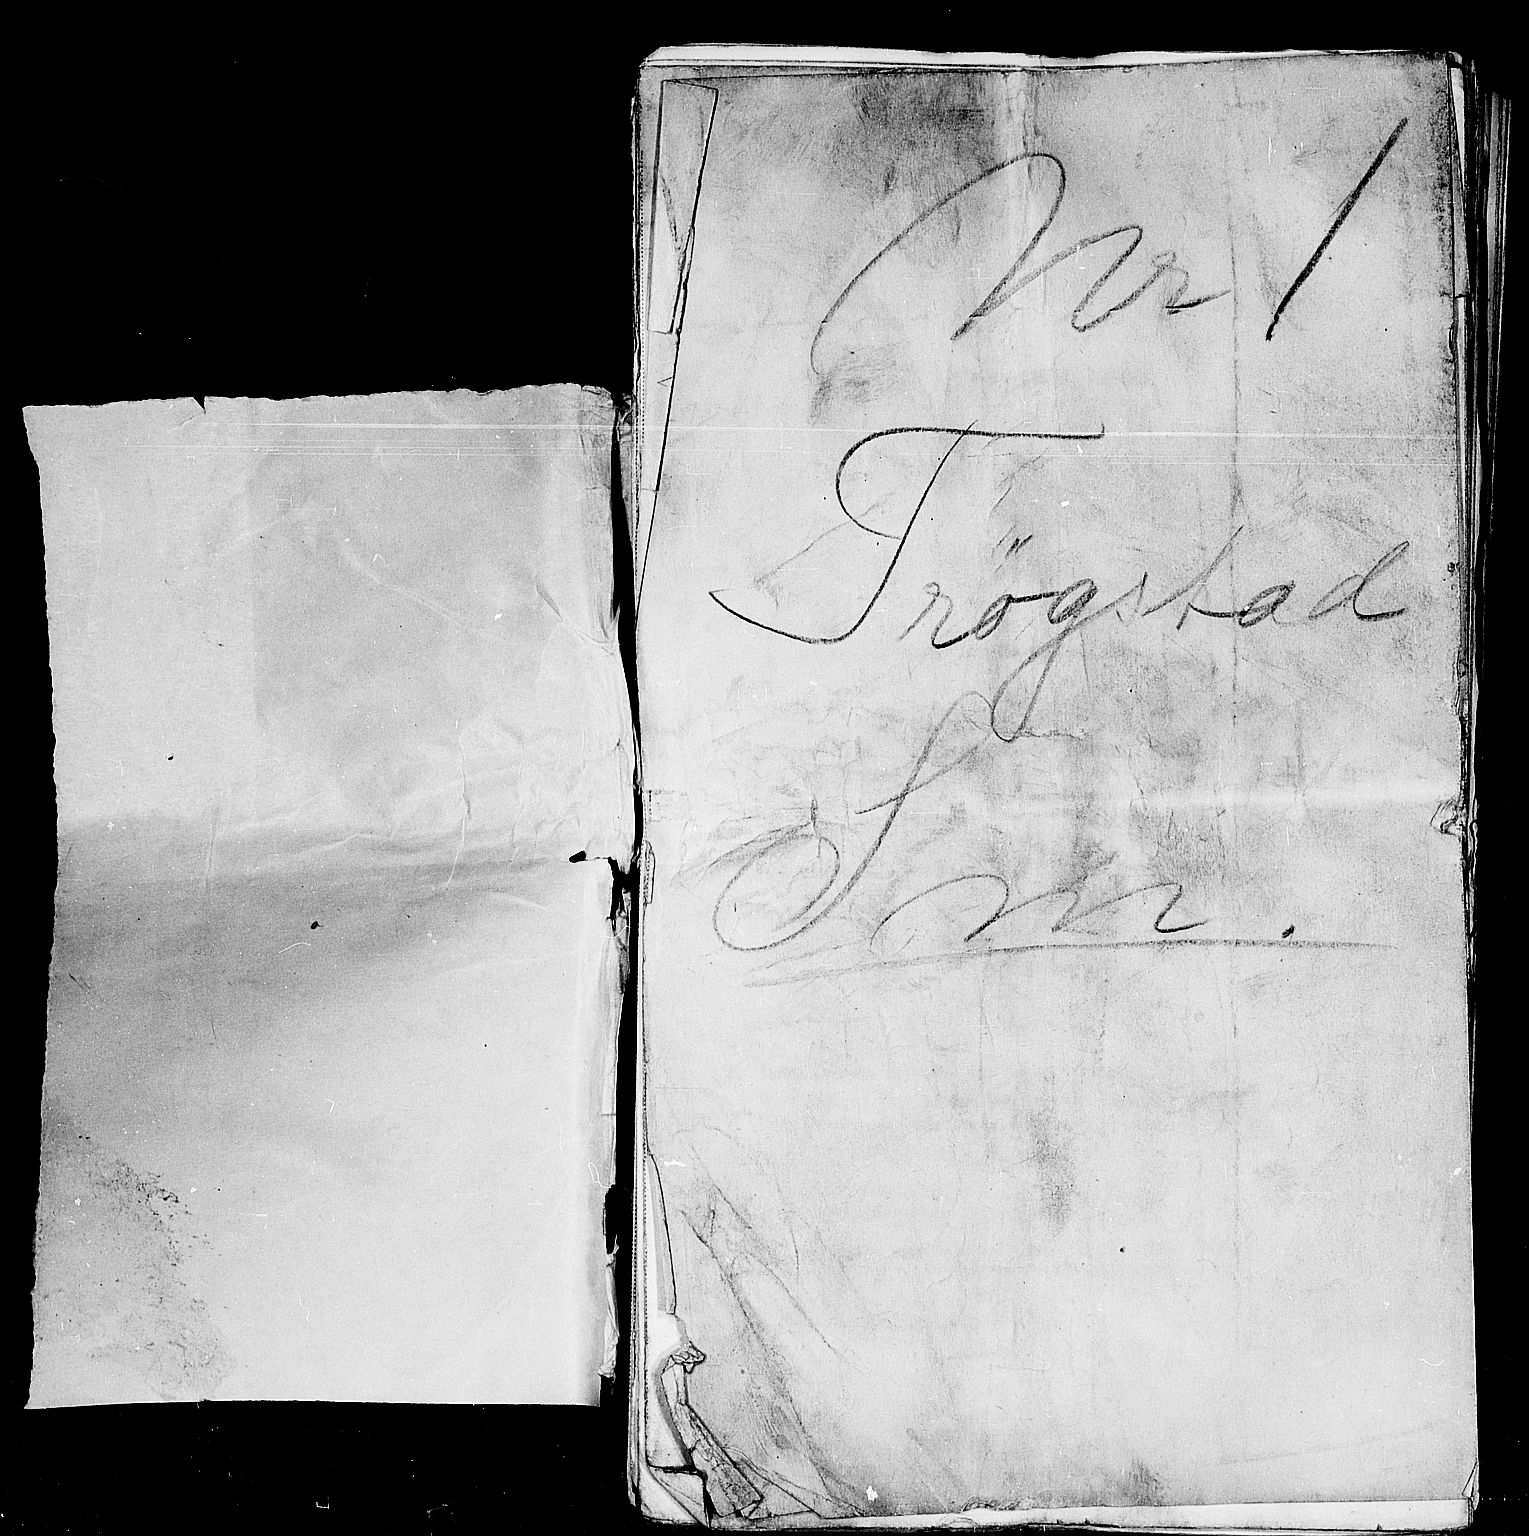 Nr 1
Trögstad
Sm.